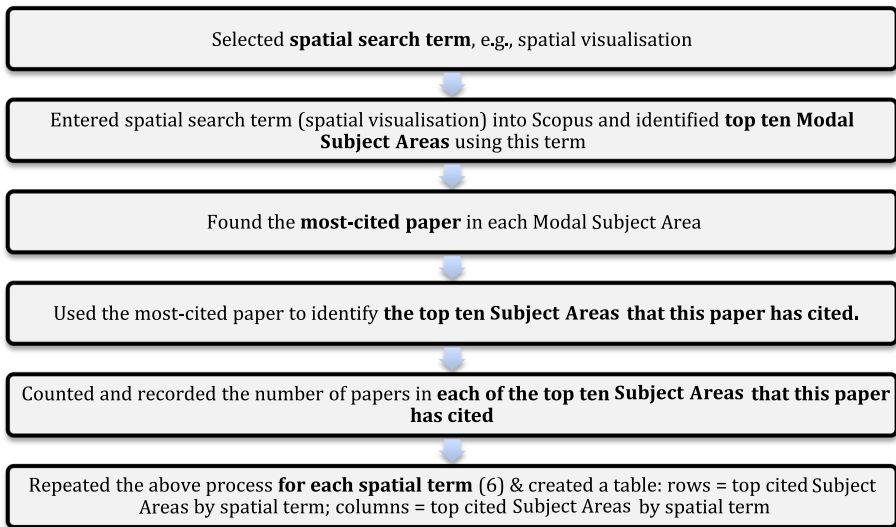 Selected spatial search term, e.g., spatial visualisation
Entered spatial search term (spatial visualisation) into Scopus and identified top ten Modal
Subject Areas using this term
Found the most-cited paper in each Modal Subject Area
Used the most-cited paper to identify the top ten Subject Areas that this paper has cited.
Counted and recorded the number of papers in each of the top ten Subject Areas that this paper
has cited
Repeated the above process for each spatial term (6) & created a table: rows = top cited Subject
Areas by spatial term; columns = top cited Subject Areas by spatial term